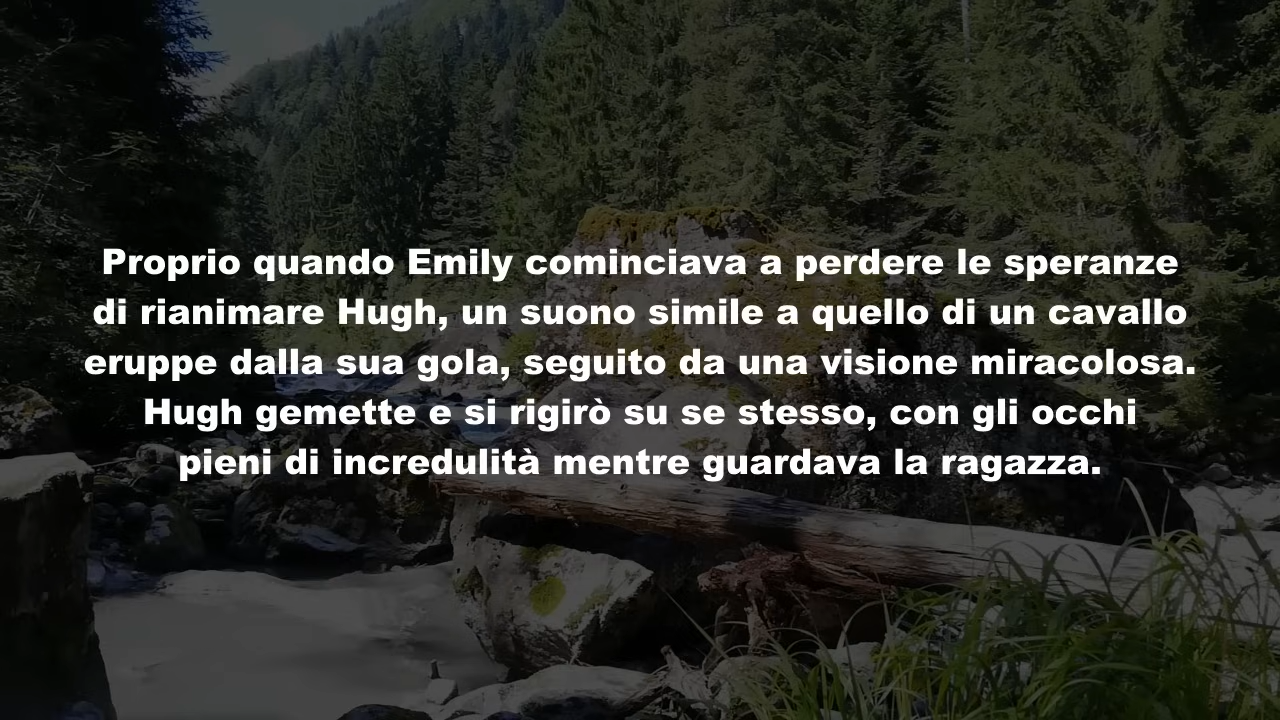 Proprio quando Emily cominciava a perdere le speranze
di rianimare Hugh, un suono simile a quello di un cavallo
eruppe dalla sua gola, seguito da una visione miracolosa.
Hugh gemette e si rigirò su se stesso, con gli occhi
pieni di incredulità mentre guardava la ragazza.